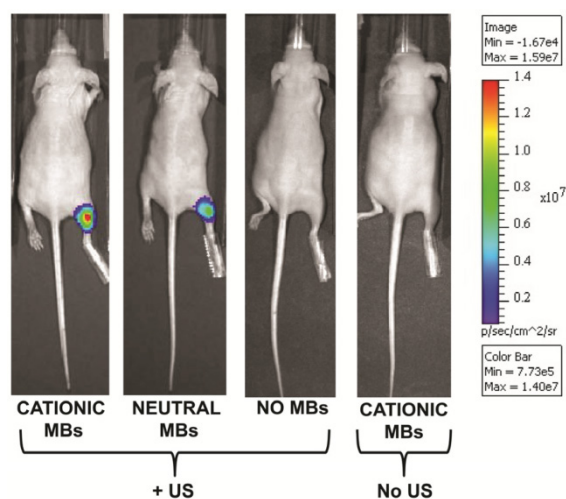 Image
Min = -1.67e4
Max = 1.59e7
1.4
1.2
1.0
0.8
x10^7
0.6
0.4
0.2
p/sec/cm^2/sr
Color Bar
Min = 7.73e5
Max = 1.40e7
CATIONIC MBs
NEUTRAL MBs
NO MBs
CATIONIC MBs
+ US
No US